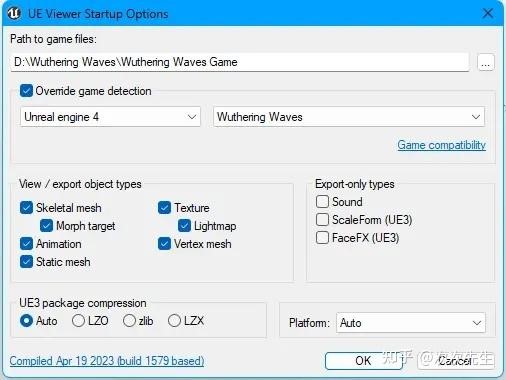 UE Viewer Startup Options
Path to game files:
D:\Wuthering Waves\Wuthering Waves Game
...
Override game detection
Unreal engine 4
Wuthering Waves
Game compatibility
View / export object types
Export-only types
Skeletal mesh
Texture
Sound
Morph target
Lightmap
ScaleForm (UE3)
Animation
Vertex mesh
FaceFX (UE3)
Static mesh
UE3 package compression
Auto
LZO
zlib
LZX
Platform:
Auto
Compiled Apr 19 2023 (build 1579 based)
OK
Cancel
知乎